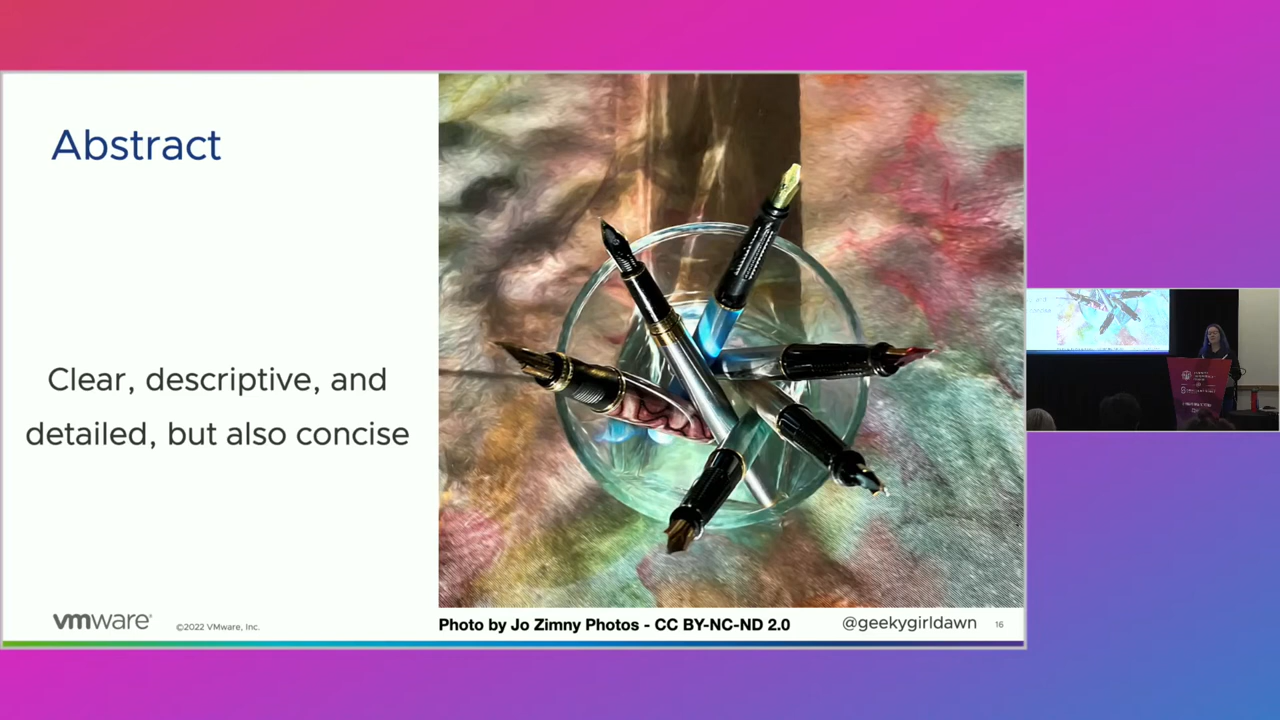 Abstract
Clear, descriptive, and
detailed, but also concise
vmware®
©2022 VMware, Inc.
Photo by Jo Zimny Photos - CC BY-NC-ND 2.0
@geekygirldawn
16